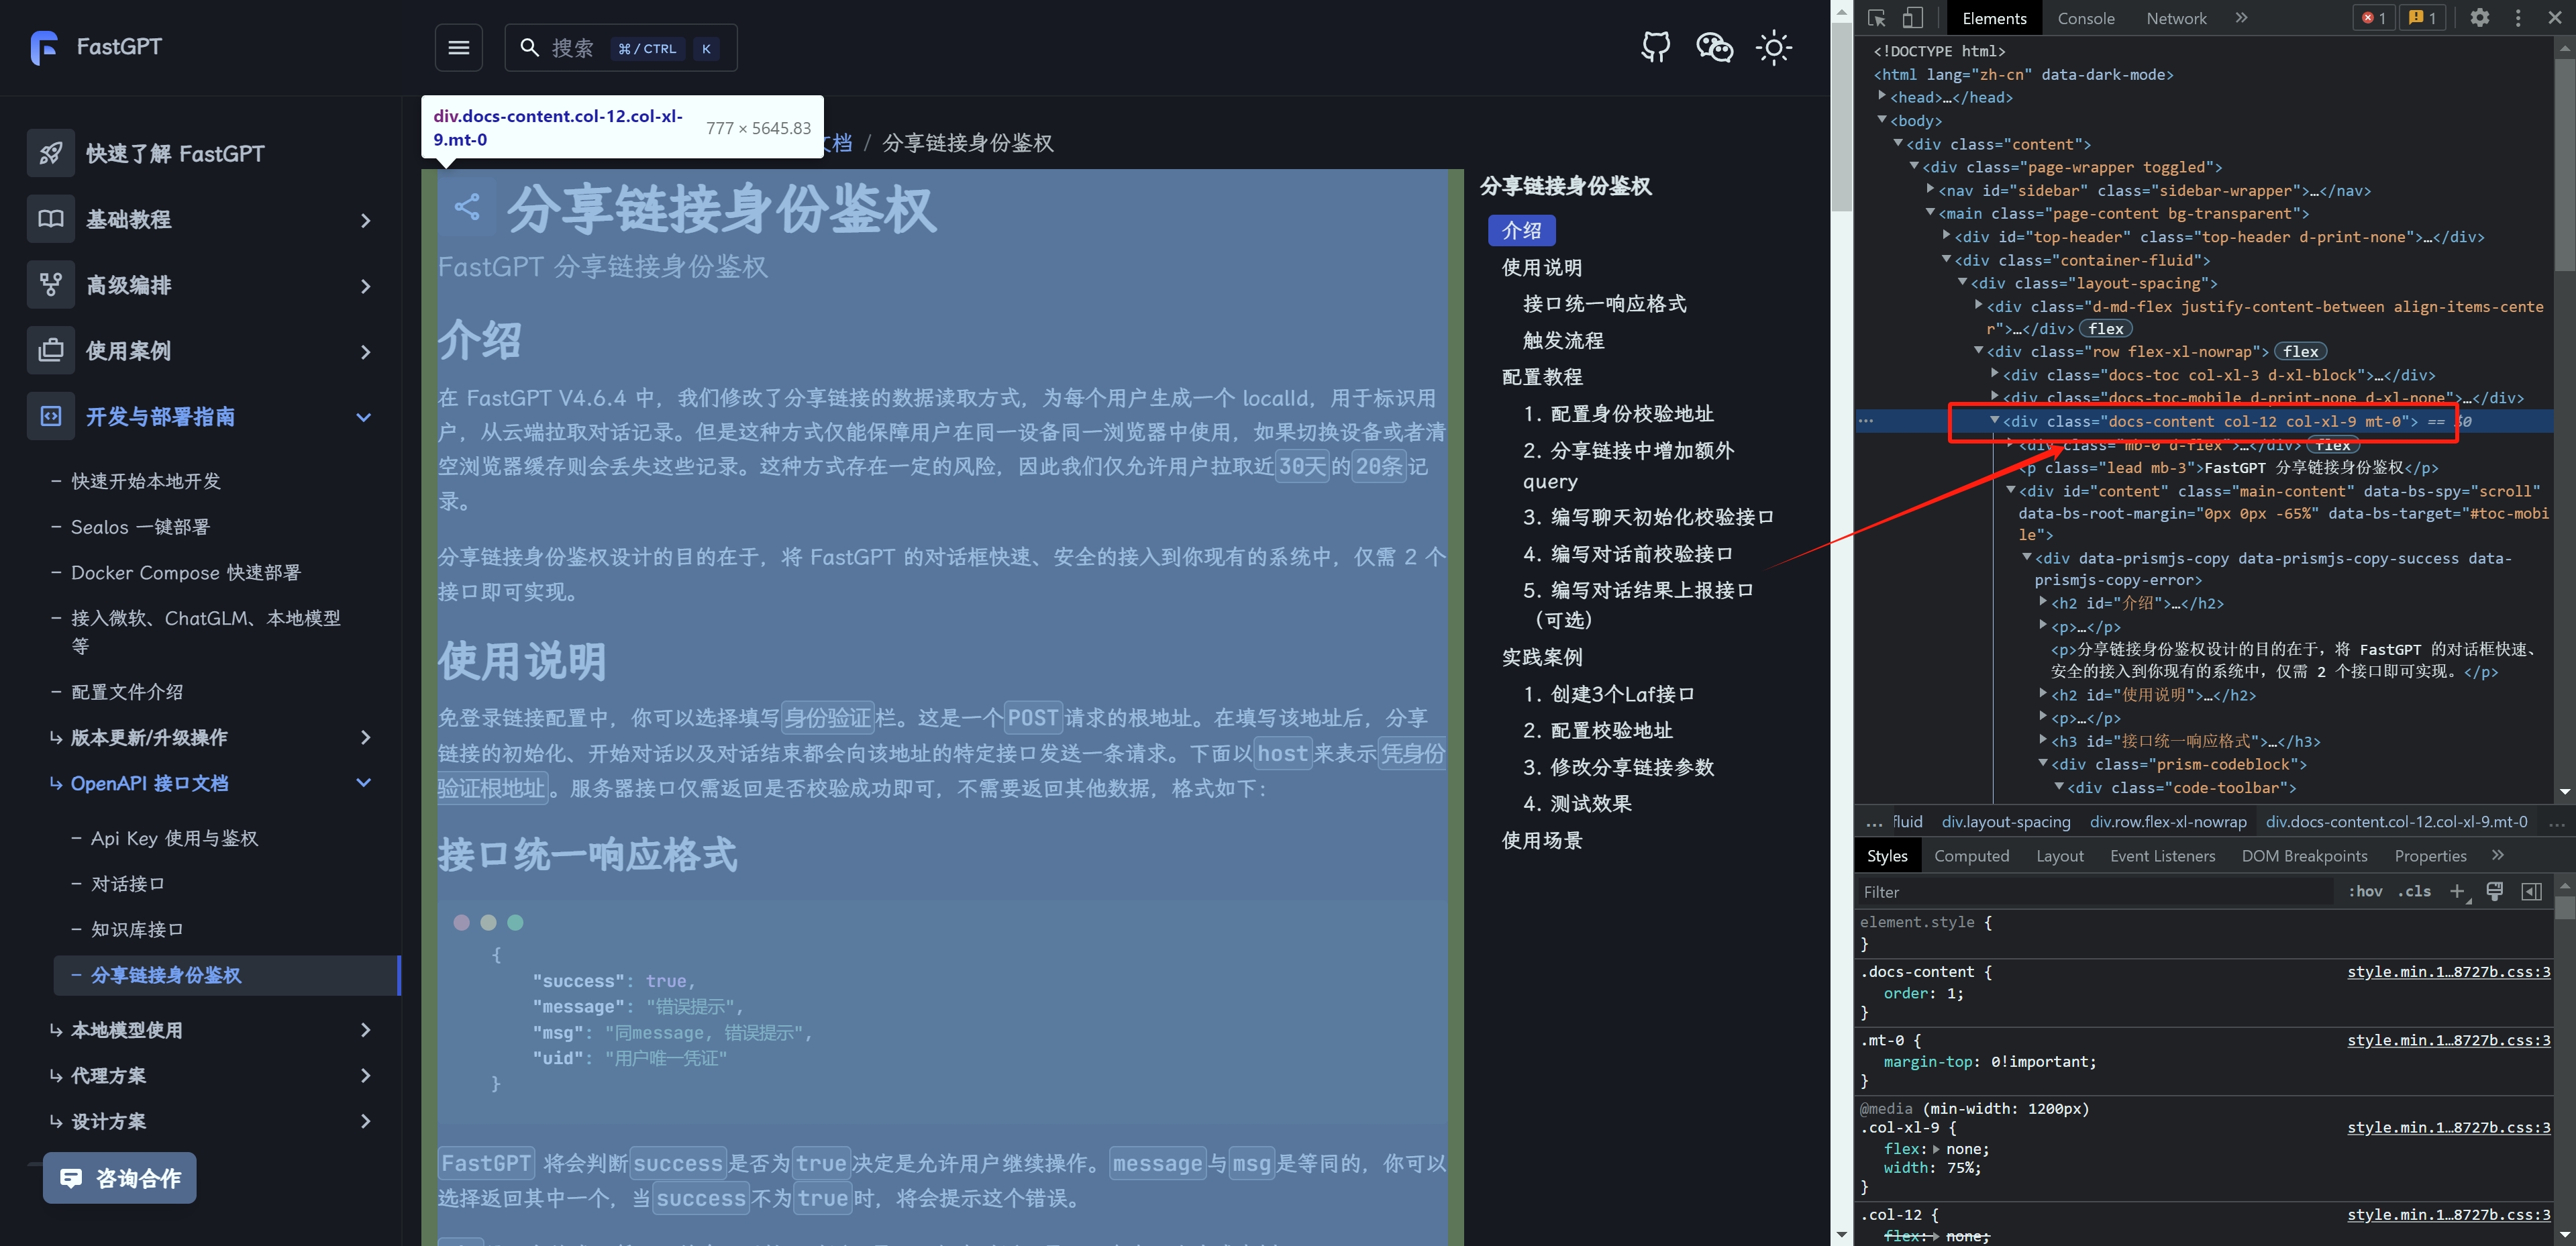 FastGPT
搜索 ⌘/CTRL K
快速了解 FastGPT
基础教程
高级编排
使用案例
开发与部署指南
– 快速开始本地开发
– Sealos 一键部署
– Docker Compose 快速部署
– 接入微软、ChatGLM、本地模型
等
– 配置文件介绍
↳ 版本更新/升级操作
↳ OpenAPI 接口文档
– Api Key 使用与鉴权
– 对话接口
– 知识库接口
– 分享链接身份鉴权
↳ 本地模型使用
↳ 代理方案
↳ 设计方案
咨询合作
div.docs-content.col-12.col-xl-
9.mt-0
777 × 5645.83
文档 / 分享链接身份鉴权
分享链接身份鉴权
FastGPT 分享链接身份鉴权
介绍
在 FastGPT V4.6.4 中，我们修改了分享链接的数据读取方式，为每个用户生成一个 localId，用于标识用
户，从云端拉取对话记录。但是这种方式仅能保障用户在同一设备同一浏览器中使用，如果切换设备或者清
空浏览器缓存则会丢失这些记录。这种方式存在一定的风险，因此我们仅允许用户拉取近30天的20条记
录。
分享链接身份鉴权设计的目的在于，将 FastGPT 的对话框快速、安全的接入到你现有的系统中，仅需 2 个
接口即可实现。
使用说明
免登录链接配置中，你可以选择填写身份验证栏。这是一个POST请求的根地址。在填写该地址后，分享
链接的初始化、开始对话以及对话结束都会向该地址的特定接口发送一条请求。下面以host来表示凭身份
验证根地址。服务器接口仅需返回是否校验成功即可，不需要返回其他数据，格式如下：
接口统一响应格式
{
"success": true,
"message": "错误提示",
"msg": "同message, 错误提示",
"uid": "用户唯一凭证"
}
FastGPT 将会判断success是否为true决定是允许用户继续操作。message与msg是等同的，你可以
选择返回其中一个，当success不为true时，将会提示这个错误。
分享链接身份鉴权
介绍
使用说明
接口统一响应格式
触发流程
配置教程
1. 配置身份校验地址
2. 分享链接中增加额外
query
3. 编写聊天初始化校验接口
4. 编写对话前校验接口
5. 编写对话结果上报接口
（可选）
实践案例
1. 创建3个Laf接口
2. 配置校验地址
3. 修改分享链接参数
4. 测试效果
使用场景
Elements Console Network » 1 1
<!DOCTYPE html>
<html lang="zh-cn" data-dark-mode>
<head>…</head>
<body>
<div class="content">
<div class="page-wrapper toggled">
<nav id="sidebar" class="sidebar-wrapper">…</nav>
<main class="page-content bg-transparent">
<div id="top-header" class="top-header d-print-none">…</div>
<div class="container-fluid">
<div class="layout-spacing">
<div class="d-md-flex justify-content-between align-items-cente
r">…</div> flex
<div class="row flex-xl-nowrap"> flex
<div class="docs-toc col-xl-3 d-xl-block">…</div>
<div class="docs-toc-mobile d-print-none d-xl-none">…</div>
<div class="docs-content col-12 col-xl-9 mt-0"> == $0
<div class="mb-0 d-flex">…</div> flex
<p class="lead mb-3">FastGPT 分享链接身份鉴权</p>
<div id="content" class="main-content" data-bs-spy="scroll"
data-bs-root-margin="0px 0px -65%" data-bs-target="#toc-mobi
le">
<div data-prismjs-copy data-prismjs-copy-success data-
prismjs-copy-error>
<h2 id="介绍">…</h2>
<p>…</p>
<p>分享链接身份鉴权设计的目的在于，将 FastGPT 的对话框快速、
安全的接入到你现有的系统中，仅需 2 个接口即可实现。</p>
<h2 id="使用说明">…</h2>
<p>…</p>
<h3 id="接口统一响应格式">…</h3>
<div class="prism-codeblock">
<div class="code-toolbar">
… fluid div.layout-spacing div.row.flex-xl-nowrap div.docs-content.col-12.col-xl-9.mt-0 …
Styles Computed Layout Event Listeners DOM Breakpoints Properties »
Filter :hov .cls +
element.style {
}
.docs-content { style.min.1…8727b.css:3
order: 1;
}
.mt-0 { style.min.1…8727b.css:3
margin-top: 0!important;
}
@media (min-width: 1200px)
.col-xl-9 { style.min.1…8727b.css:3
flex: none;
width: 75%;
}
.col-12 { style.min.1…8727b.css:3
flex: none;